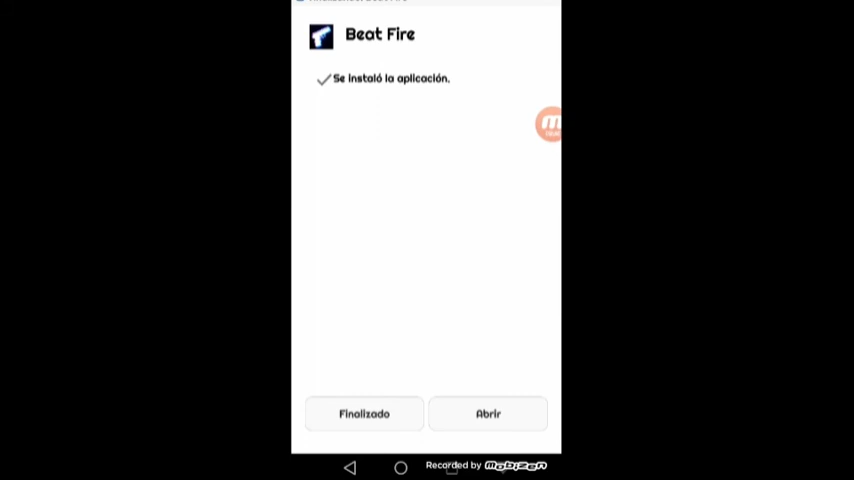 Beat Fire
Se instaló la aplicación.
Finalizado
Abrir
Recorded by mobizen